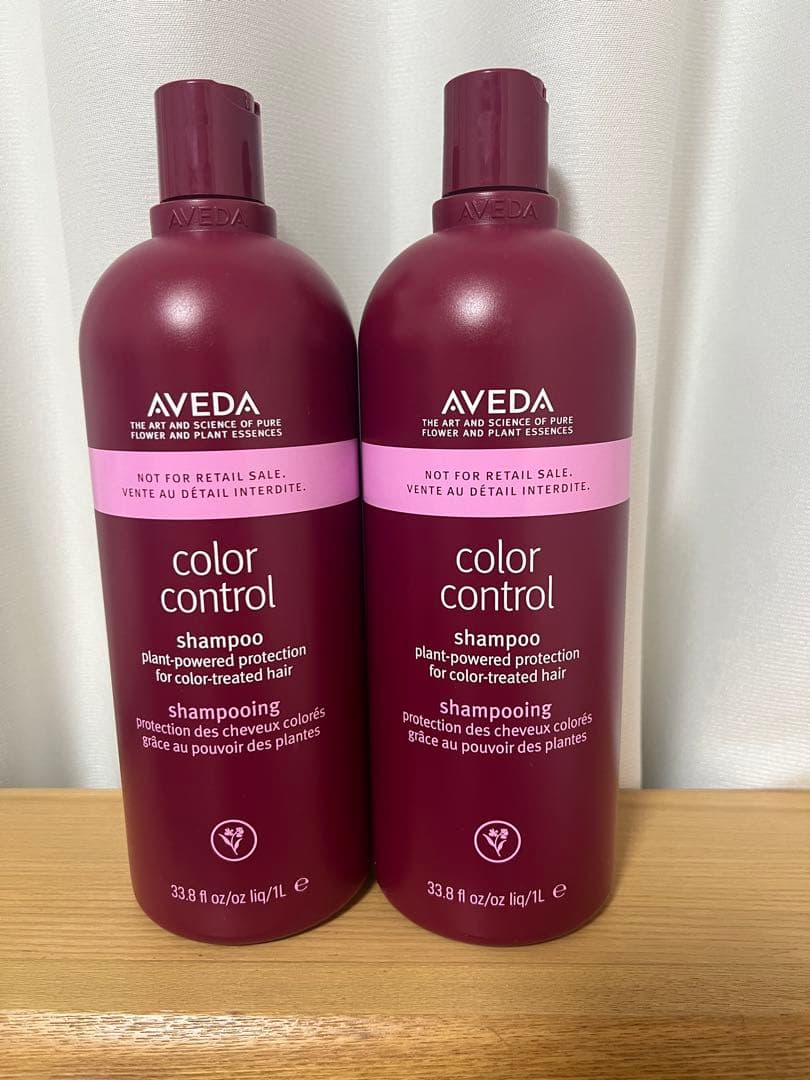 AVEDA
AVEDA
THE ART AND SCIENCE OF PURE
FLOWER AND PLANT ESSENCES
NOT FOR RETAIL SALE.
VENTE AU DÉTAIL INTERDITE.
color
control
shampoo
plant-powered protection
for color-treated hair
shampooing
protection des cheveux colorés
grâce au pouvoir des plantes
33.8 fl oz/oz liq/1L ℮
AVEDA
AVEDA
THE ART AND SCIENCE OF PURE
FLOWER AND PLANT ESSENCES
NOT FOR RETAIL SALE.
VENTE AU DÉTAIL INTERDITE.
color
control
shampoo
plant-powered protection
for color-treated hair
shampooing
protection des cheveux colorés
grâce au pouvoir des plantes
33.8 fl oz/oz liq/1L ℮